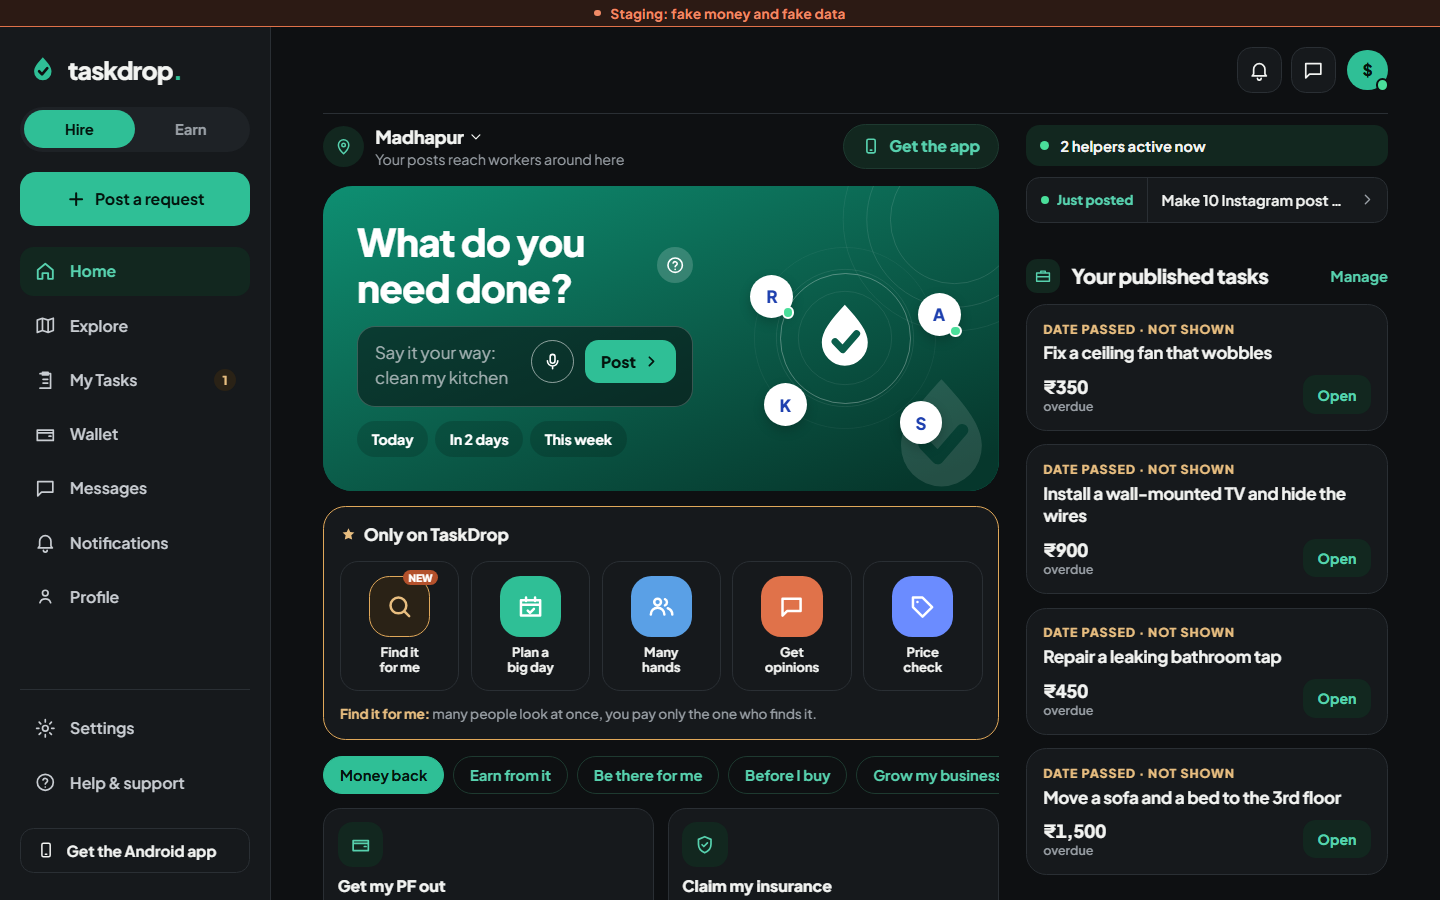 Staging: fake money and fake data
taskdrop.
Hire
Earn
Post a request
Home
Explore
My Tasks
1
Wallet
Messages
Notifications
Profile
Settings
Help & support
Get the Android app
$
Madhapur
Your posts reach workers around here
Get the app
What do you
need done?
?
Say it your way:
clean my kitchen
Post
Today
In 2 days
This week
R
A
K
S
Only on TaskDrop
NEW
Find it
for me
Plan a
big day
Many
hands
Get
opinions
Price
check
Find it for me: many people look at once, you pay only the one who finds it.
Money back
Earn from it
Be there for me
Before I buy
Grow my business
Get my PF out
Claim my insurance
2 helpers active now
Just posted
Make 10 Instagram post ...
Your published tasks
Manage
DATE PASSED · NOT SHOWN
Fix a ceiling fan that wobbles
₹350
overdue
Open
DATE PASSED · NOT SHOWN
Install a wall-mounted TV and hide the
wires
₹900
overdue
Open
DATE PASSED · NOT SHOWN
Repair a leaking bathroom tap
₹450
overdue
Open
DATE PASSED · NOT SHOWN
Move a sofa and a bed to the 3rd floor
₹1,500
overdue
Open